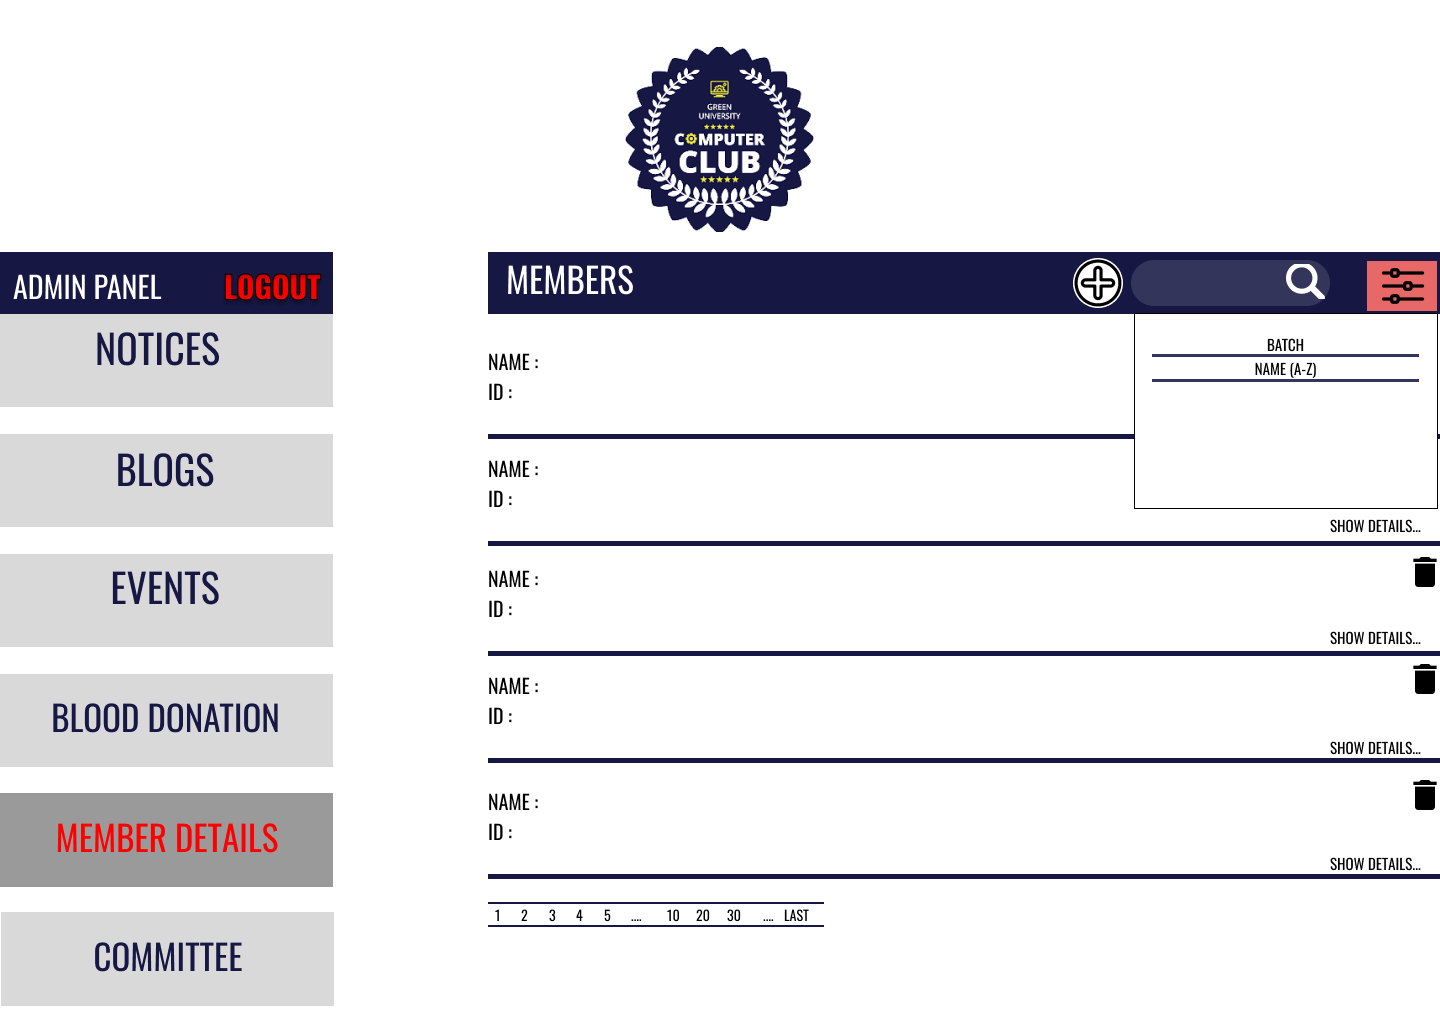 GREEN
UNIVERSITY
COMPUTER
CLUB
ADMIN PANEL LOGOUT
NOTICES
BLOGS
EVENTS
BLOOD DONATION
MEMBER DETAILS
COMMITTEE
MEMBERS
BATCH
NAME (A-Z)
NAME :
ID :
NAME :
ID :
SHOW DETAILS...
NAME :
ID :
SHOW DETAILS...
NAME :
ID :
SHOW DETAILS...
NAME :
ID :
SHOW DETAILS...
1 2 3 4 5 .... 10 20 30 .... LAST